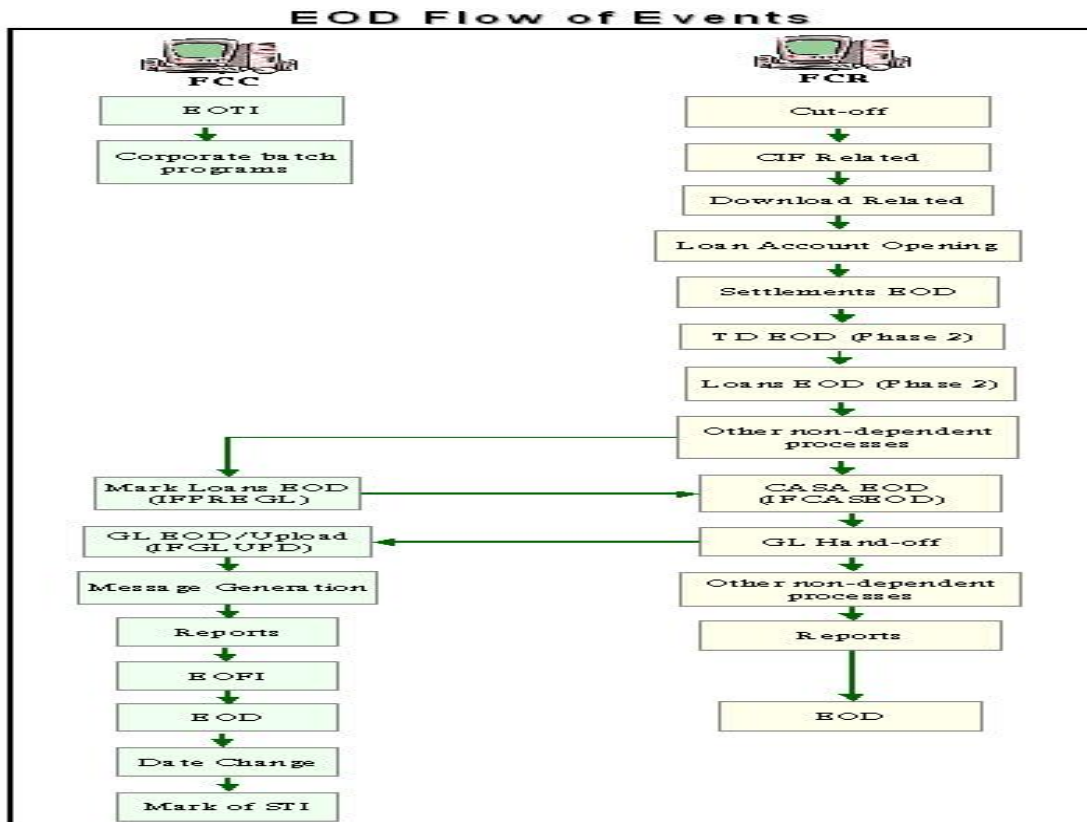 EOD Flow of Events
FCC
EOTI
Corporate batch
programs
Mark Loans EOD
(IFPREGL)
GL EOD/Upload
(IFGLUPD)
Message Generation
Reports
EOFI
EOD
Date Change
Mark of STI
FCR
Cut-off
CIF Related
Download Related
Loan Account Opening
Settlements EOD
TD EOD (Phase 2)
Loans EOD (Phase 2)
Other non-dependent
processes
CASA EOD
(IFCASEOD)
GL Hand-off
Other non-dependent
processes
Reports
EOD